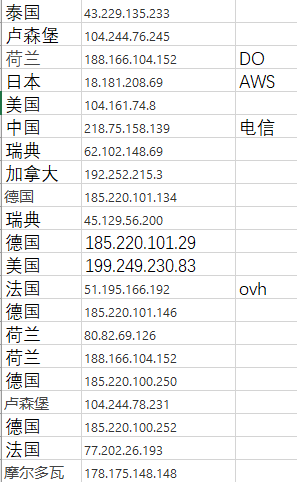 泰国 43.229.135.233
卢森堡 104.244.76.245
荷兰 188.166.104.152 DO
日本 18.181.208.69 AWS
美国 104.161.74.8
中国 218.75.158.139 电信
瑞典 62.102.148.69
加拿大 192.252.215.3
德国 185.220.101.134
瑞典 45.129.56.200
德国 185.220.101.29
美国 199.249.230.83
法国 51.195.166.192 ovh
德国 185.220.101.146
荷兰 80.82.69.126
荷兰 188.166.104.152
德国 185.220.100.250
卢森堡 104.244.78.231
德国 185.220.100.252
法国 77.202.26.193
摩尔多瓦 178.175.148.148